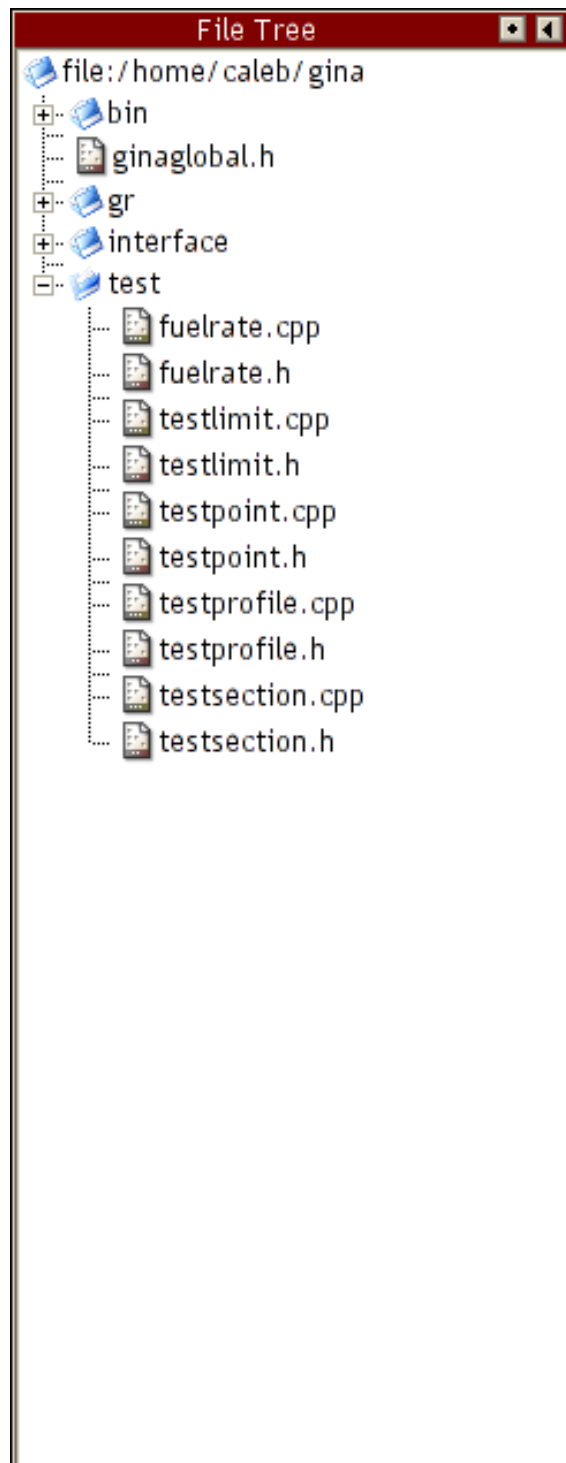 File Tree
file:/home/caleb/gina
bin
ginaglobal.h
gr
interface
test
fuelrate.cpp
fuelrate.h
testlimit.cpp
testlimit.h
testpoint.cpp
testpoint.h
testprofile.cpp
testprofile.h
testsection.cpp
testsection.h